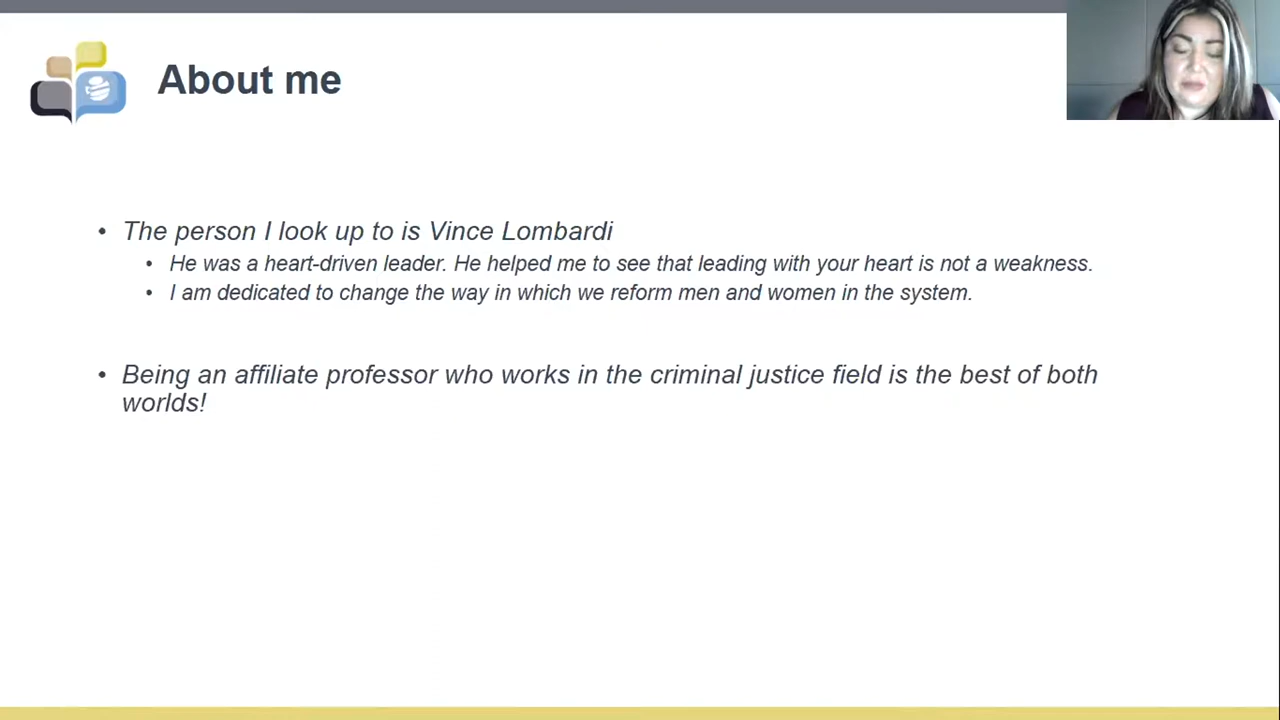 About me
• The person I look up to is Vince Lombardi
• He was a heart-driven leader. He helped me to see that leading with your heart is not a weakness.
• I am dedicated to change the way in which we reform men and women in the system.
• Being an affiliate professor who works in the criminal justice field is the best of both
worlds!